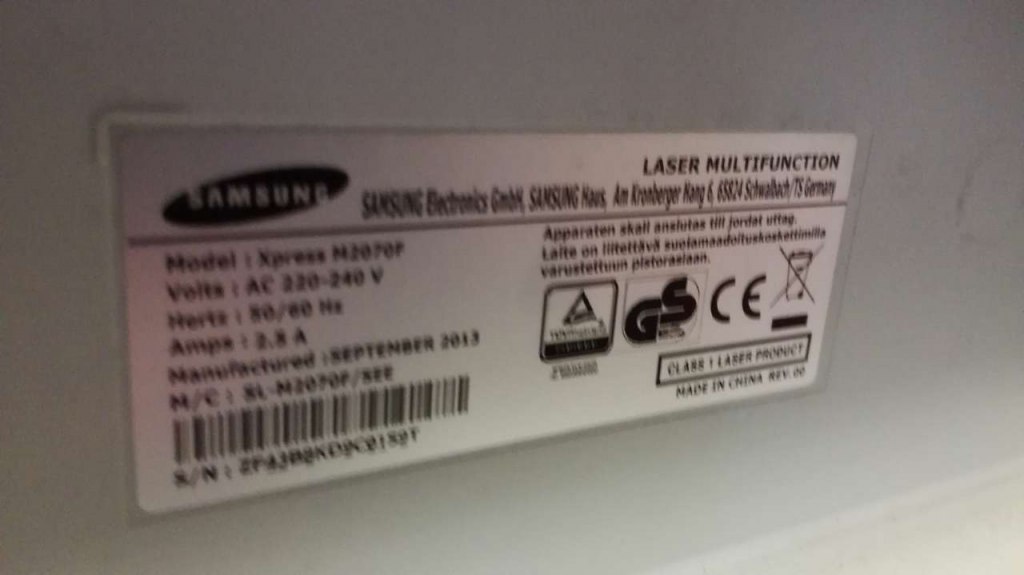 SAMSUNG
LASER MULTIFUNCTION
SAMSUNG Electronics GmbH, SAMSUNG Haus, Am Kronberger Hang 6, 65824 Schwalbach/TS Germany
Model : Xpress M2070F
Volts : AC 220-240 V
Hertz : 50/60 Hz
Amps : 2.3 A
Manufactured : SEPTEMBER 2013
M/C : SL-M2070F/SEE
S/N :
Apparaten skall anslutas till jordat uttag.
Laite on liitettävä suojamaadoituskoskettimilla
varustettuun pistorasiaan.
GS
CE
CLASS 1 LASER PRODUCT
MADE IN CHINA REV.00